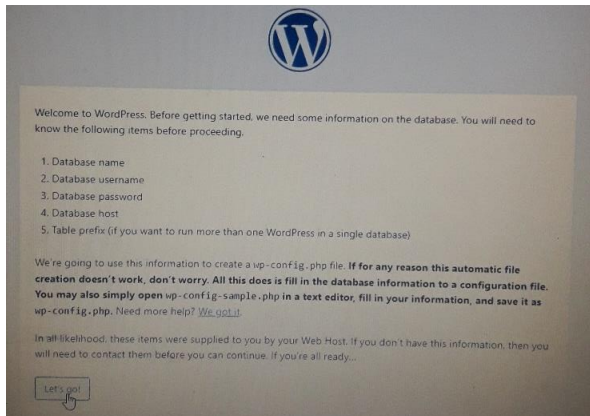 W
Welcome to WordPress. Before getting started, we need some information on the database. You will need to
know the following items before proceeding.
1. Database name
2. Database username
3. Database password
4. Database host
5. Table prefix (if you want to run more than one WordPress in a single database)
We're going to use this information to create a wp-config.php file. If for any reason this automatic file
creation doesn't work, don't worry. All this does is fill in the database information to a configuration file.
You may also simply open wp-config-sample.php in a text editor, fill in your information, and save it as
wp-config.php. Need more help? We got it.
In all likelihood, these items were supplied to you by your Web Host. If you don't have this information, then you
will need to contact them before you can continue. If you're all ready...
Let's go!